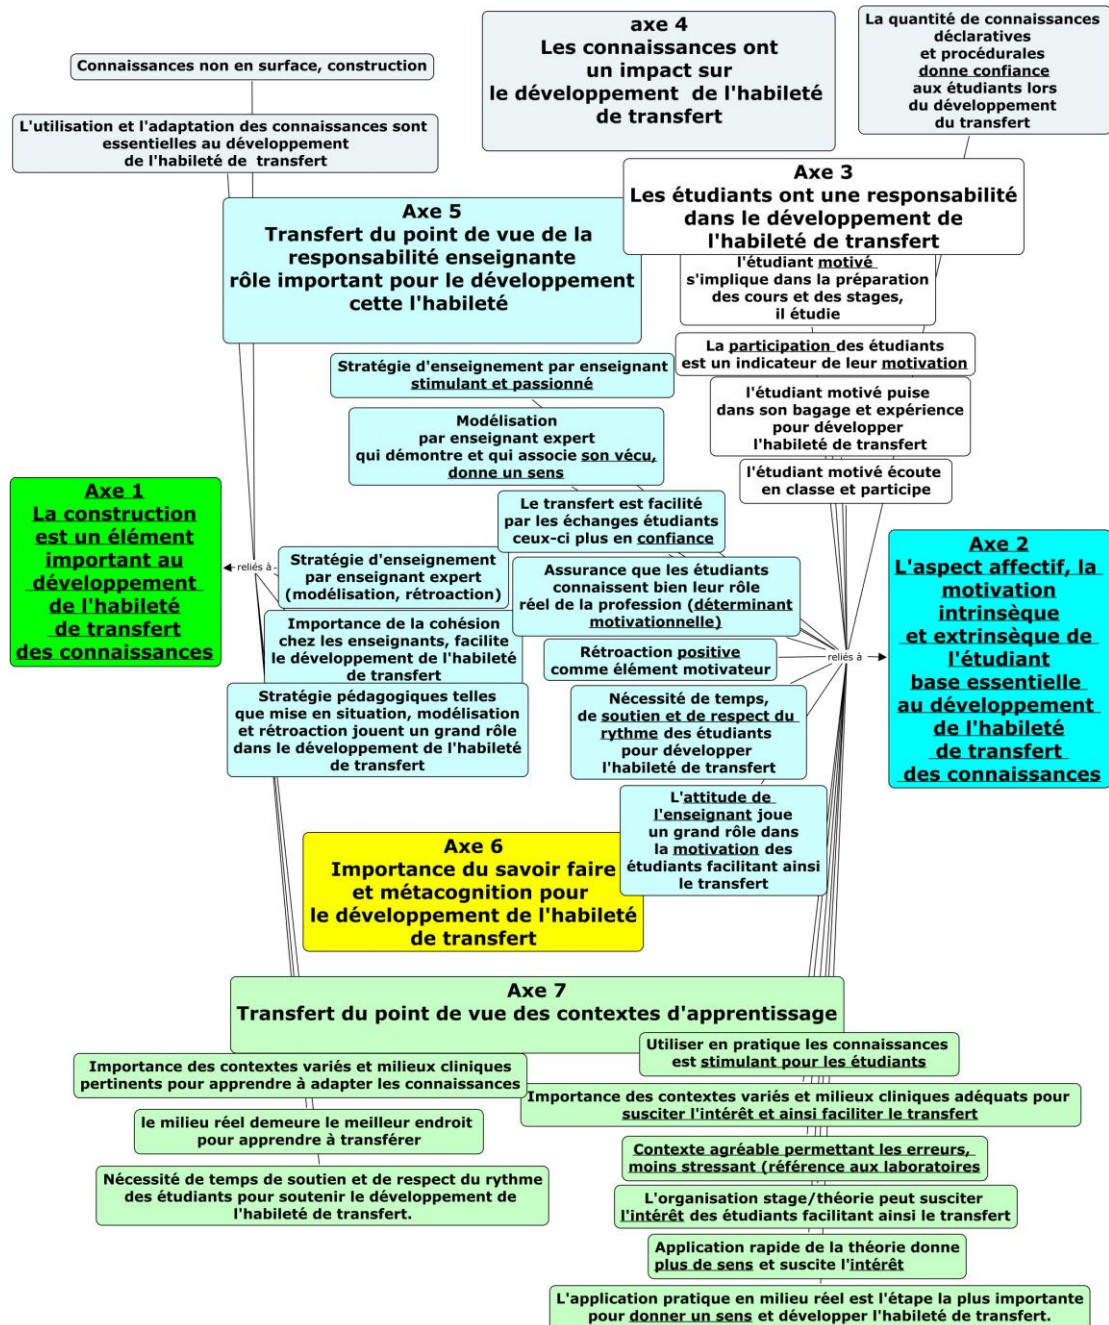 Connaissances non en surface, construction
L'utilisation et l'adaptation des connaissances sont
essentielles au développement
de l'habileté de  transfert
axe 4
Les connaissances ont
un impact sur
le développement  de l'habileté
de transfert
La quantité de connaissances
déclaratives
et procédurales
donne confiance
aux étudiants lors
du développement
du transfert
Axe 5
Transfert du point de vue de la
responsabilité enseignante
rôle important pour le développement
cette l'habileté
Axe 3
Les étudiants ont une responsabilité
dans le développement de
l'habileté de transfert
l'étudiant motivé
s'implique dans la préparation
des cours et des stages,
il étudie
La participation des étudiants
est un indicateur de leur motivation
l'étudiant motivé puise
dans son bagage et expérience
pour développer
l'habileté de transfert
l'étudiant motivé écoute
en classe et participe
Stratégie d'enseignement par enseignant
stimulant et passionné
Modélisation
par enseignant expert
qui démontre et qui associe son vécu,
donne un sens
Le transfert est facilité
par les échanges étudiants
ceux-ci plus en confiance
Axe 1
La construction
est un élément
important au
développement
de l'habileté
de transfert
des connaissances
reliés à
Stratégie d'enseignement
par enseignant expert
(modélisation, rétroaction)
Importance de la cohésion
chez les enseignants, facilite
le développement de l'habileté
de transfert
Stratégie pédagogiques telles
que mise en situation, modélisation
et rétroaction jouent un grand rôle
dans le développement de l'habileté
de transfert
Assurance que les étudiants
connaissent bien leur rôle
réel de la profession (déterminant
motivationnelle)
Rétroaction positive
comme élément motivateur
Nécessité de temps,
de soutien et de respect du
rythme des étudiants
pour développer
l'habileté de transfert
L'attitude de
l'enseignant joue
un grand rôle dans
la motivation des
étudiants facilitant ainsi
le transfert
reliés à
Axe 2
L'aspect affectif, la
motivation
intrinsèque
et extrinsèque de
l'étudiant
base essentielle
au développement
de l'habileté
de transfert
des connaissances
Axe 6
Importance du savoir faire
et métacognition pour
le développement de l'habileté
de transfert
Axe 7
Transfert du point de vue des contextes d'apprentissage
Importance des contextes variés et milieux cliniques
pertinents pour apprendre à adapter les connaissances
le milieu réel demeure le meilleur endroit
pour apprendre à transférer
Nécessité de temps de soutien et de respect du rythme
des étudiants pour soutenir le développement de
l'habileté de transfert.
Utiliser en pratique les connaissances
est stimulant pour les étudiants
Importance des contextes variés et milieux cliniques adéquats pour
susciter l'intérêt et ainsi faciliter le transfert
Contexte agréable permettant les erreurs,
moins stressant (référence aux laboratoires
L'organisation stage/théorie peut susciter
l'intérêt des étudiants facilitant ainsi le transfert
Application rapide de la théorie donne
plus de sens et suscite l'intérêt
L'application pratique en milieu réel est l'étape la plus importante
pour donner un sens et développer l'habileté de transfert.